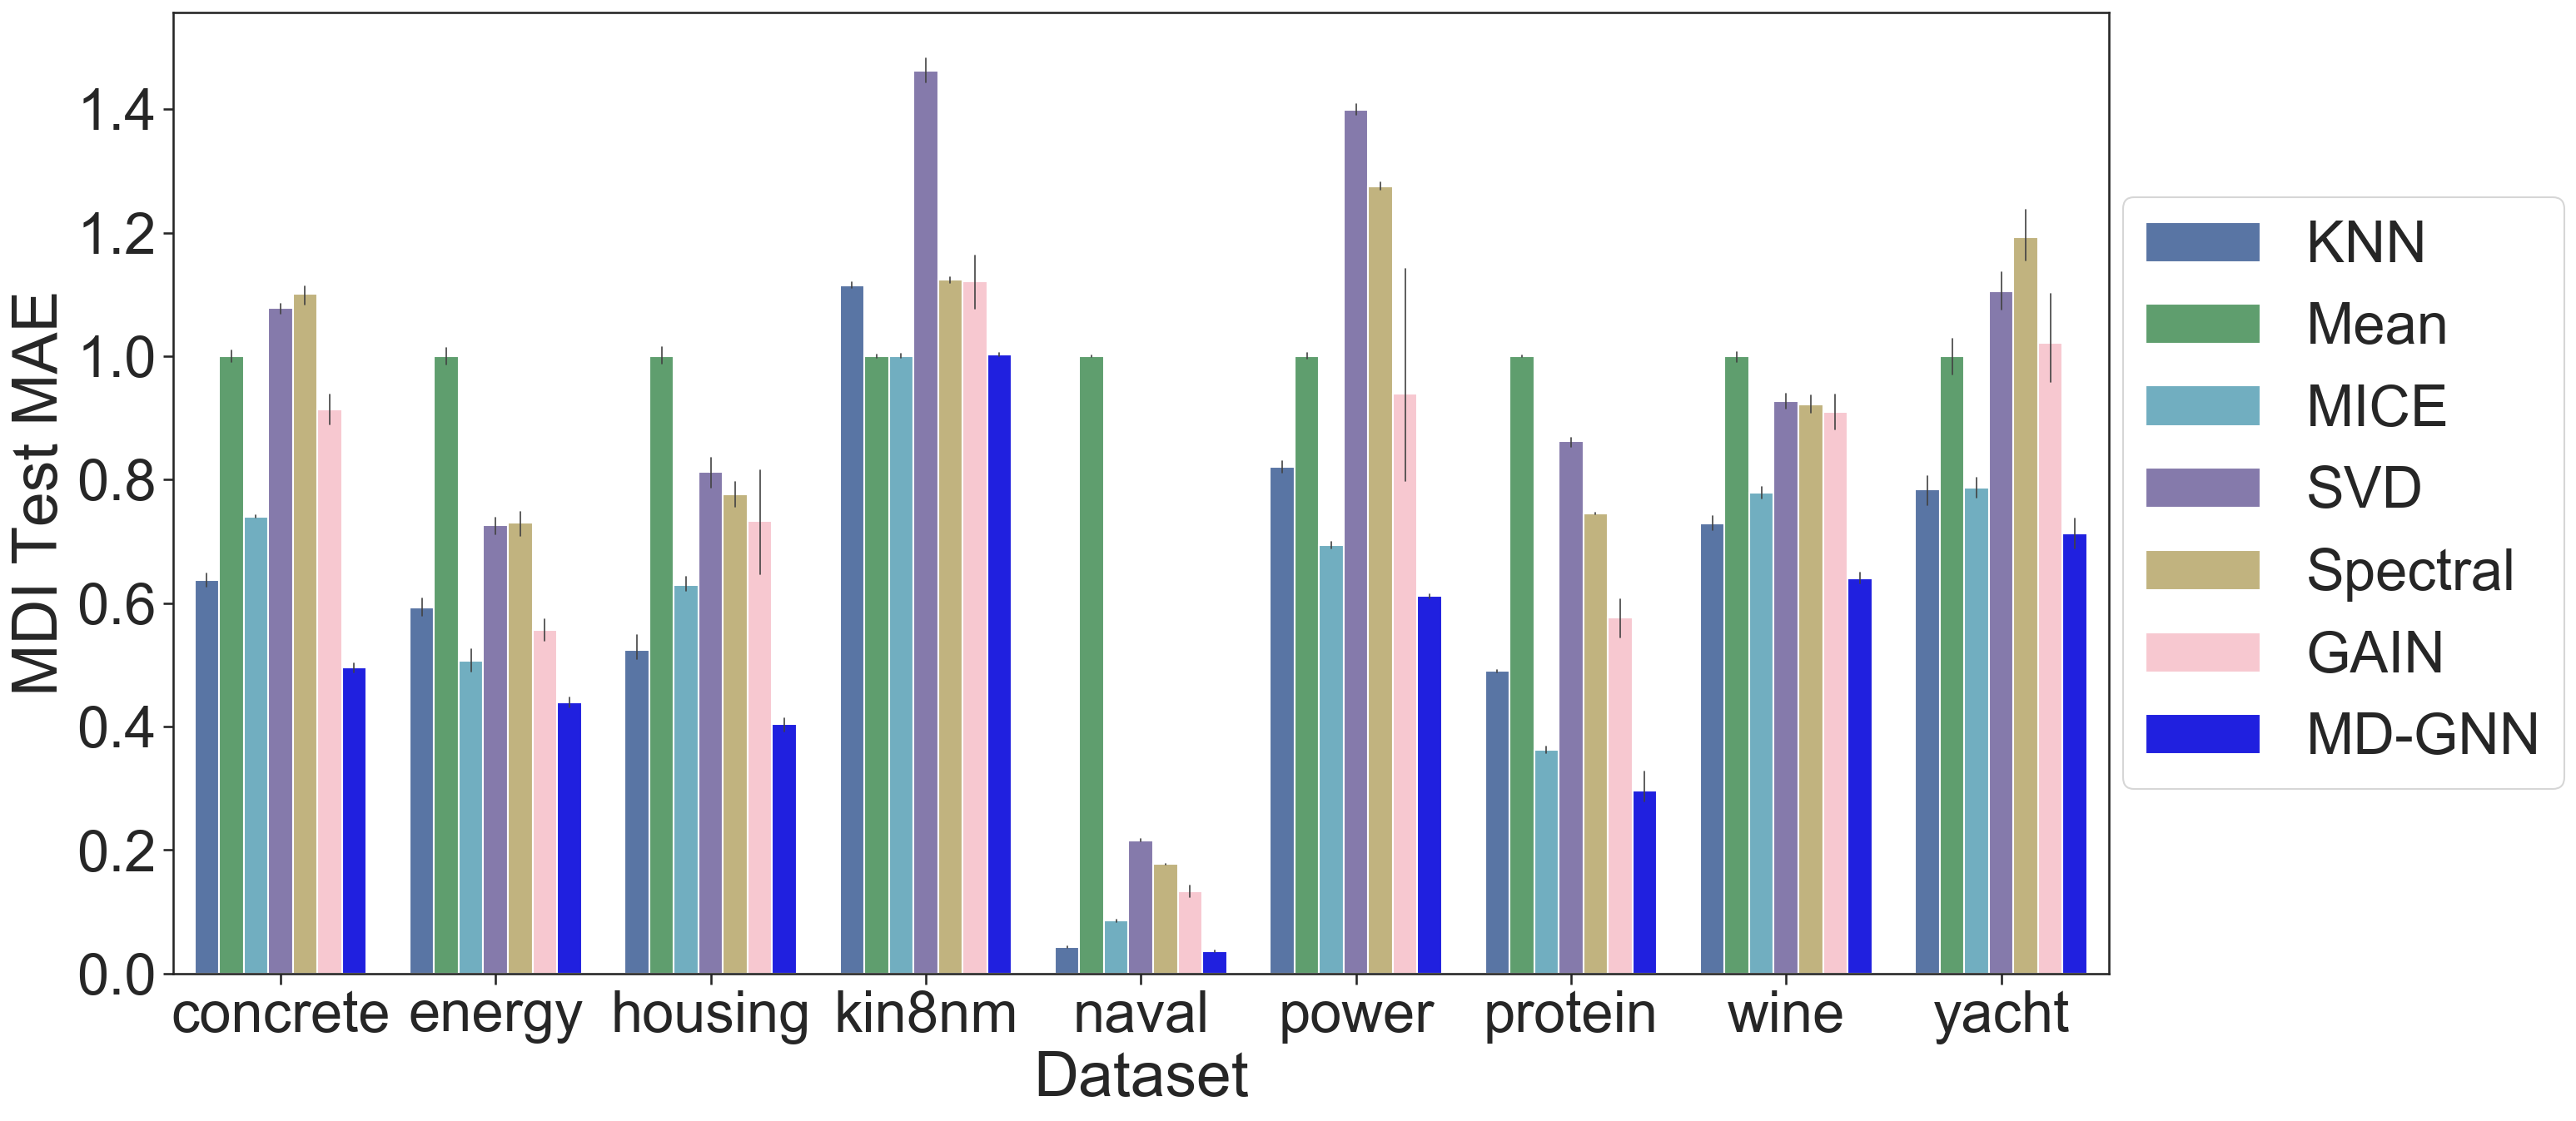 MDI Test MAE
1.4
1.2
1.0
0.8
0.6
0.4
0.2
0.0
concrete energy housing kin8nm naval power protein wine yacht
Dataset
KNN
Mean
MICE
SVD
Spectral
GAIN
MD-GNN